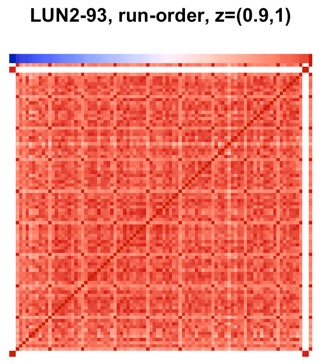 LUN2-93, run-order, z=(0.9,1)